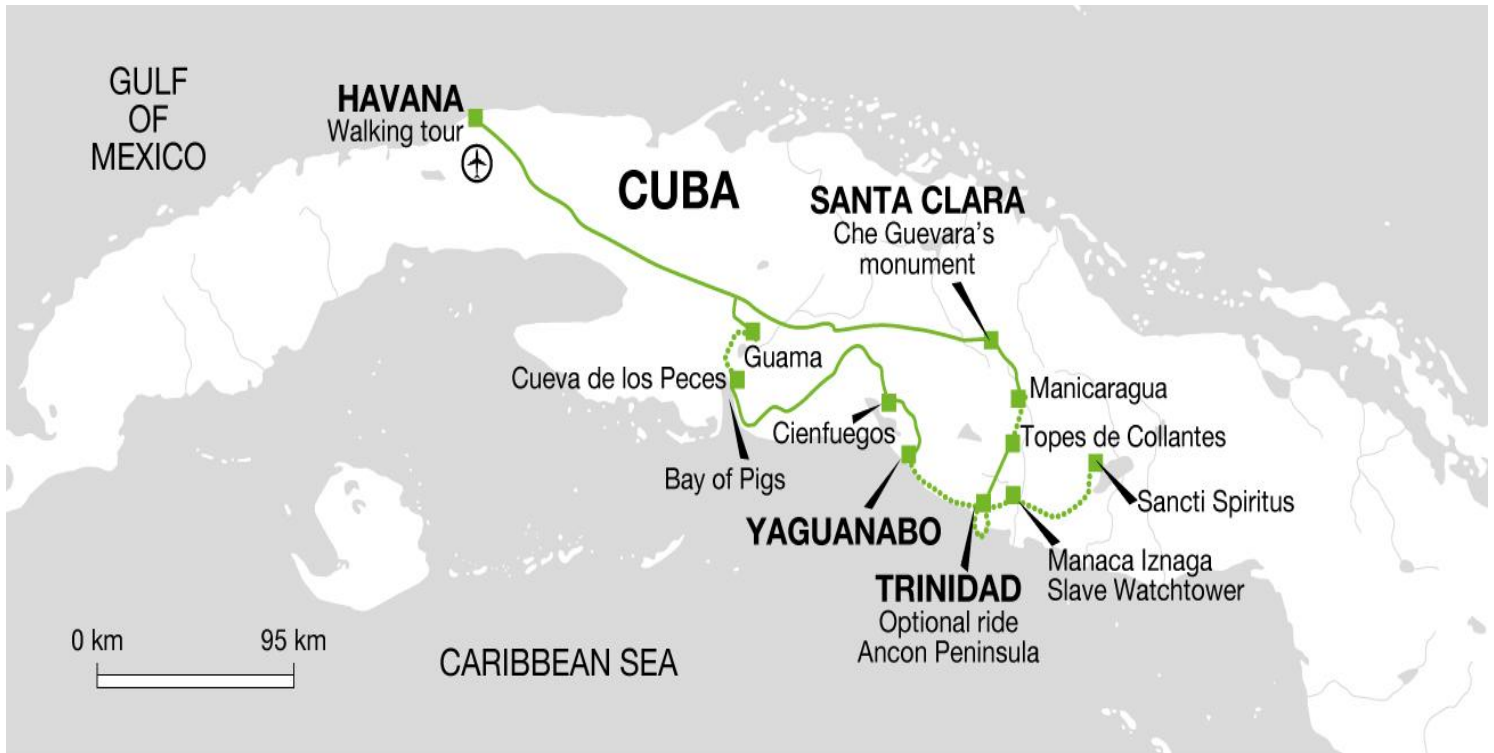 GULF
OF
MEXICO
HAVANA
Walking tour
CUBA
SANTA CLARA
Che Guevara's
monument
Guama
Cueva de los Peces
Manicaragua
Cienfuegos
Topes de Collantes
Bay of Pigs
Sancti Spiritus
YAGUANABO
Manaca Iznaga
Slave Watchtower
TRINIDAD
Optional ride
Ancon Peninsula
0 km 95 km
CARIBBEAN SEA